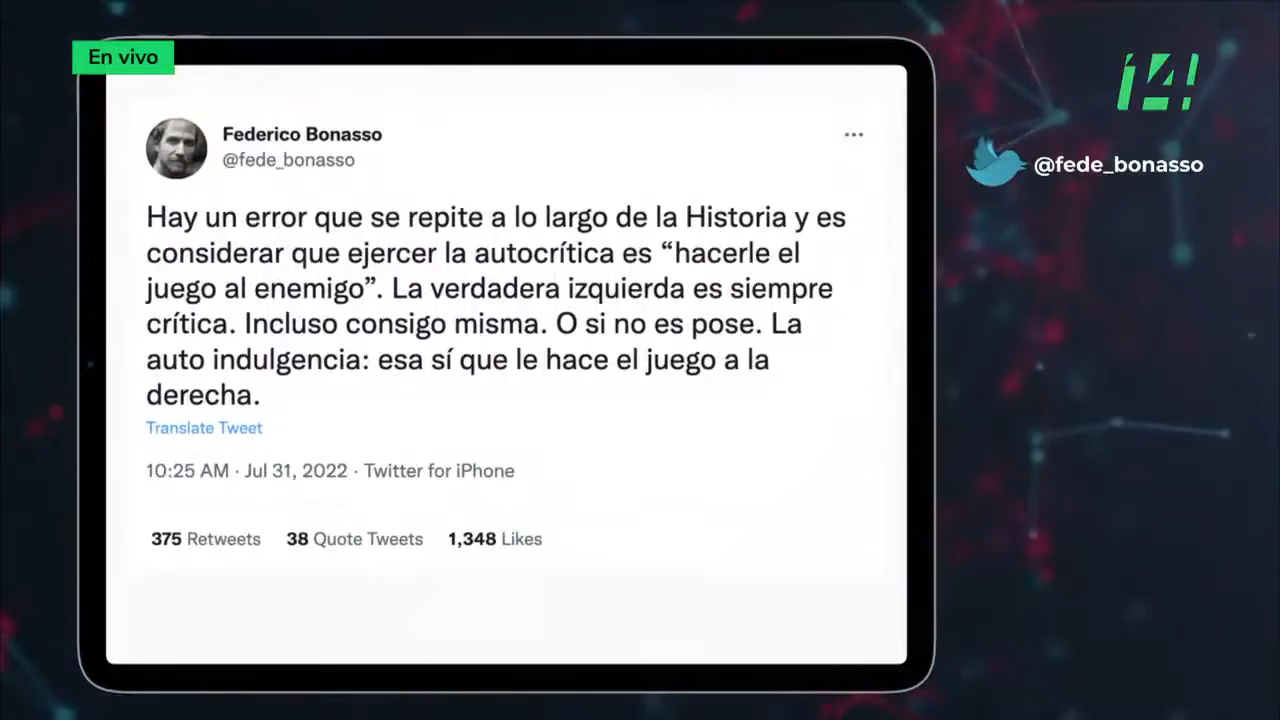 En vivo
14!
@fede_bonasso
Federico Bonasso
@fede_bonasso
Hay un error que se repite a lo largo de la Historia y es
considerar que ejercer la autocrítica es “hacerle el
juego al enemigo”. La verdadera izquierda es siempre
crítica. Incluso consigo misma. O si no es pose. La
auto indulgencia: esa sí que le hace el juego a la
derecha.
Translate Tweet
10:25 AM · Jul 31, 2022 · Twitter for iPhone
375 Retweets 38 Quote Tweets 1,348 Likes